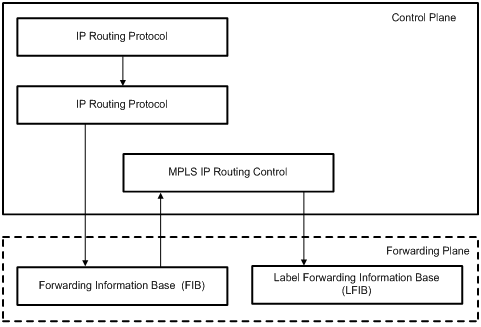 Control Plane
IP Routing Protocol
IP Routing Protocol
MPLS IP Routing Control
Forwarding Plane
Forwarding Information Base (FIB)
Label Forwarding Information Base
(LFIB)